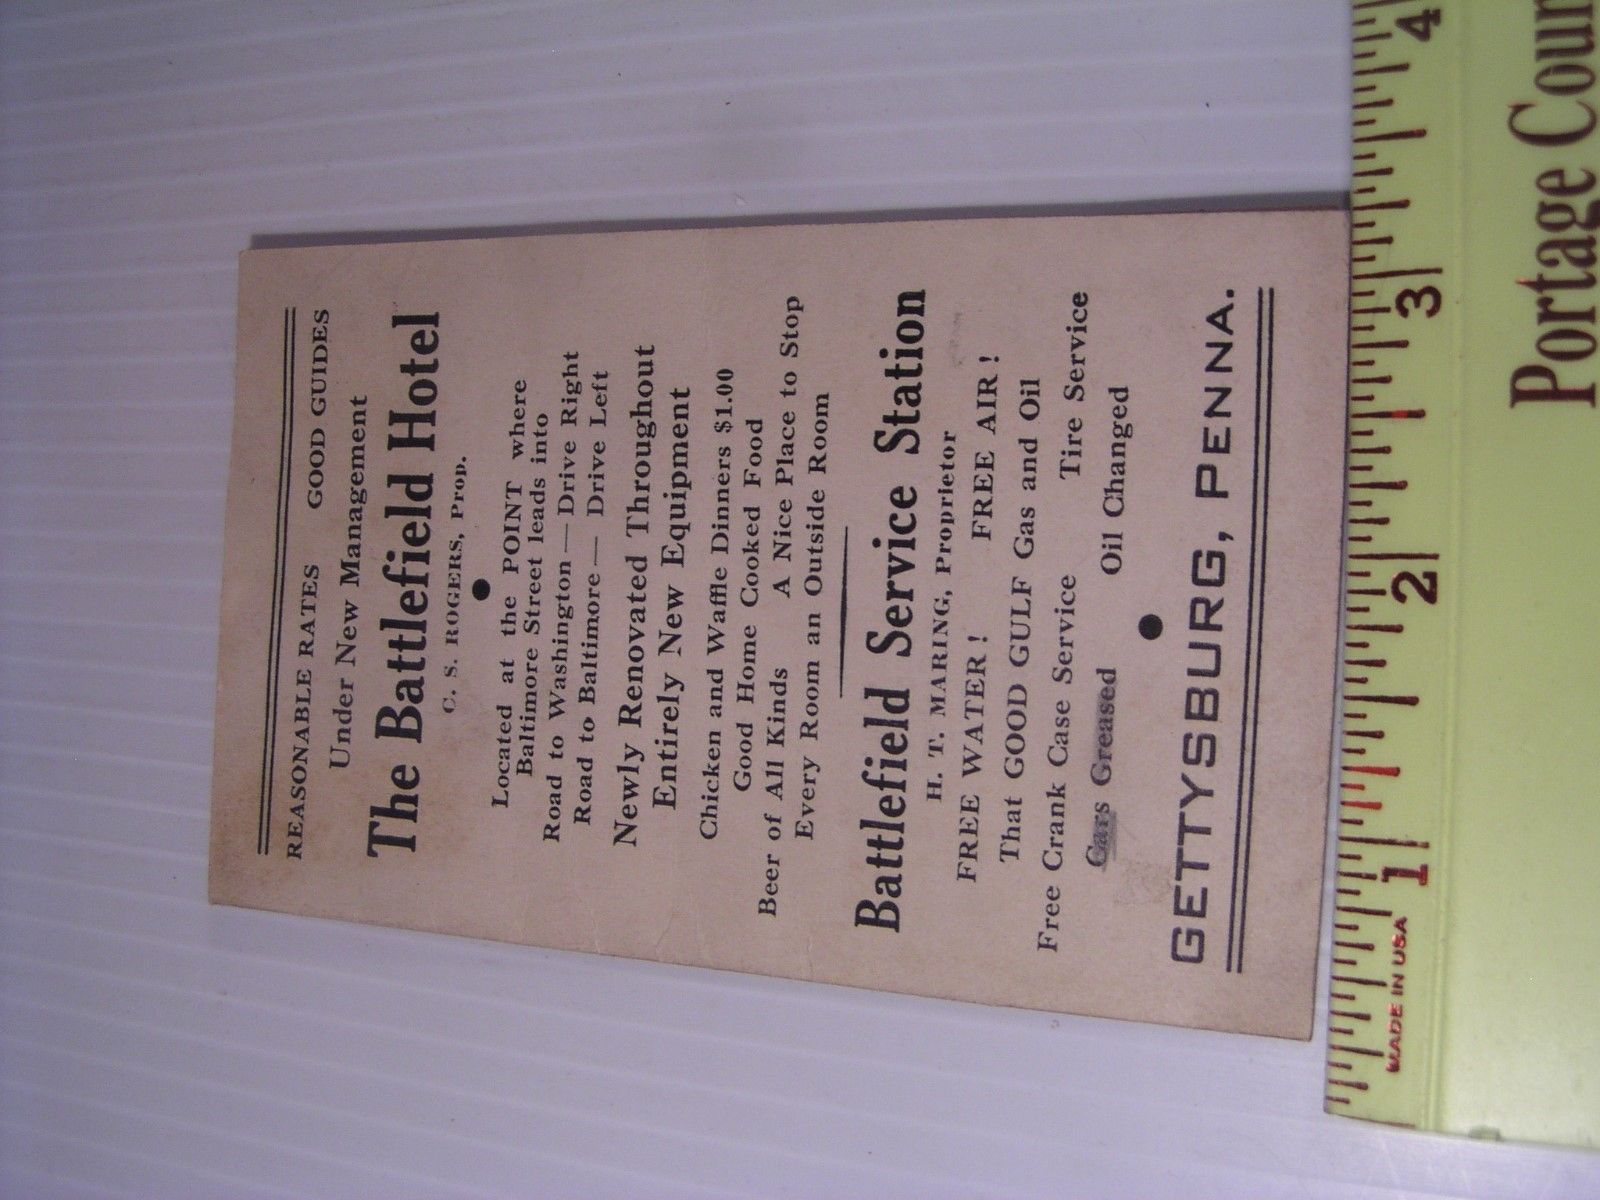 REASONABLE RATES GOOD GUIDES
Under New Management
The Battlefield Hotel
C. S. ROGERS, Prop.
Located at the POINT where
Baltimore Street leads into
Road to Washington — Drive Right
Road to Baltimore — Drive Left
Newly Renovated Throughout
Entirely New Equipment
Chicken and Waffle Dinners $1.00
Good Home Cooked Food
Beer of All Kinds A Nice Place to Stop
Every Room an Outside Room
Battlefield Service Station
H. T. MARING, Proprietor
FREE WATER! FREE AIR!
That GOOD GULF Gas and Oil
Free Crank Case Service Tire Service
Cars Greased Oil Changed
GETTYSBURG, PENNA.
1 2 3 4
MADE IN USA
Portage